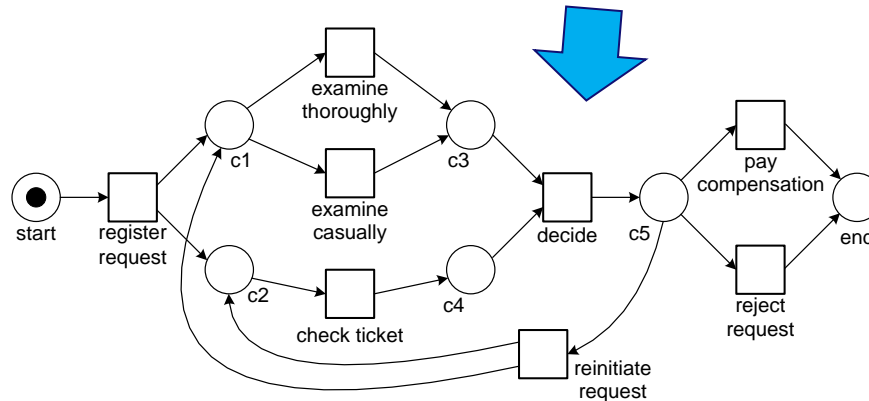 examine
thoroughly
c1
c3
pay
compensation
start
register
request
examine
casually
decide
c5
end
c2
c4
reject
request
check ticket
reinitiate
request